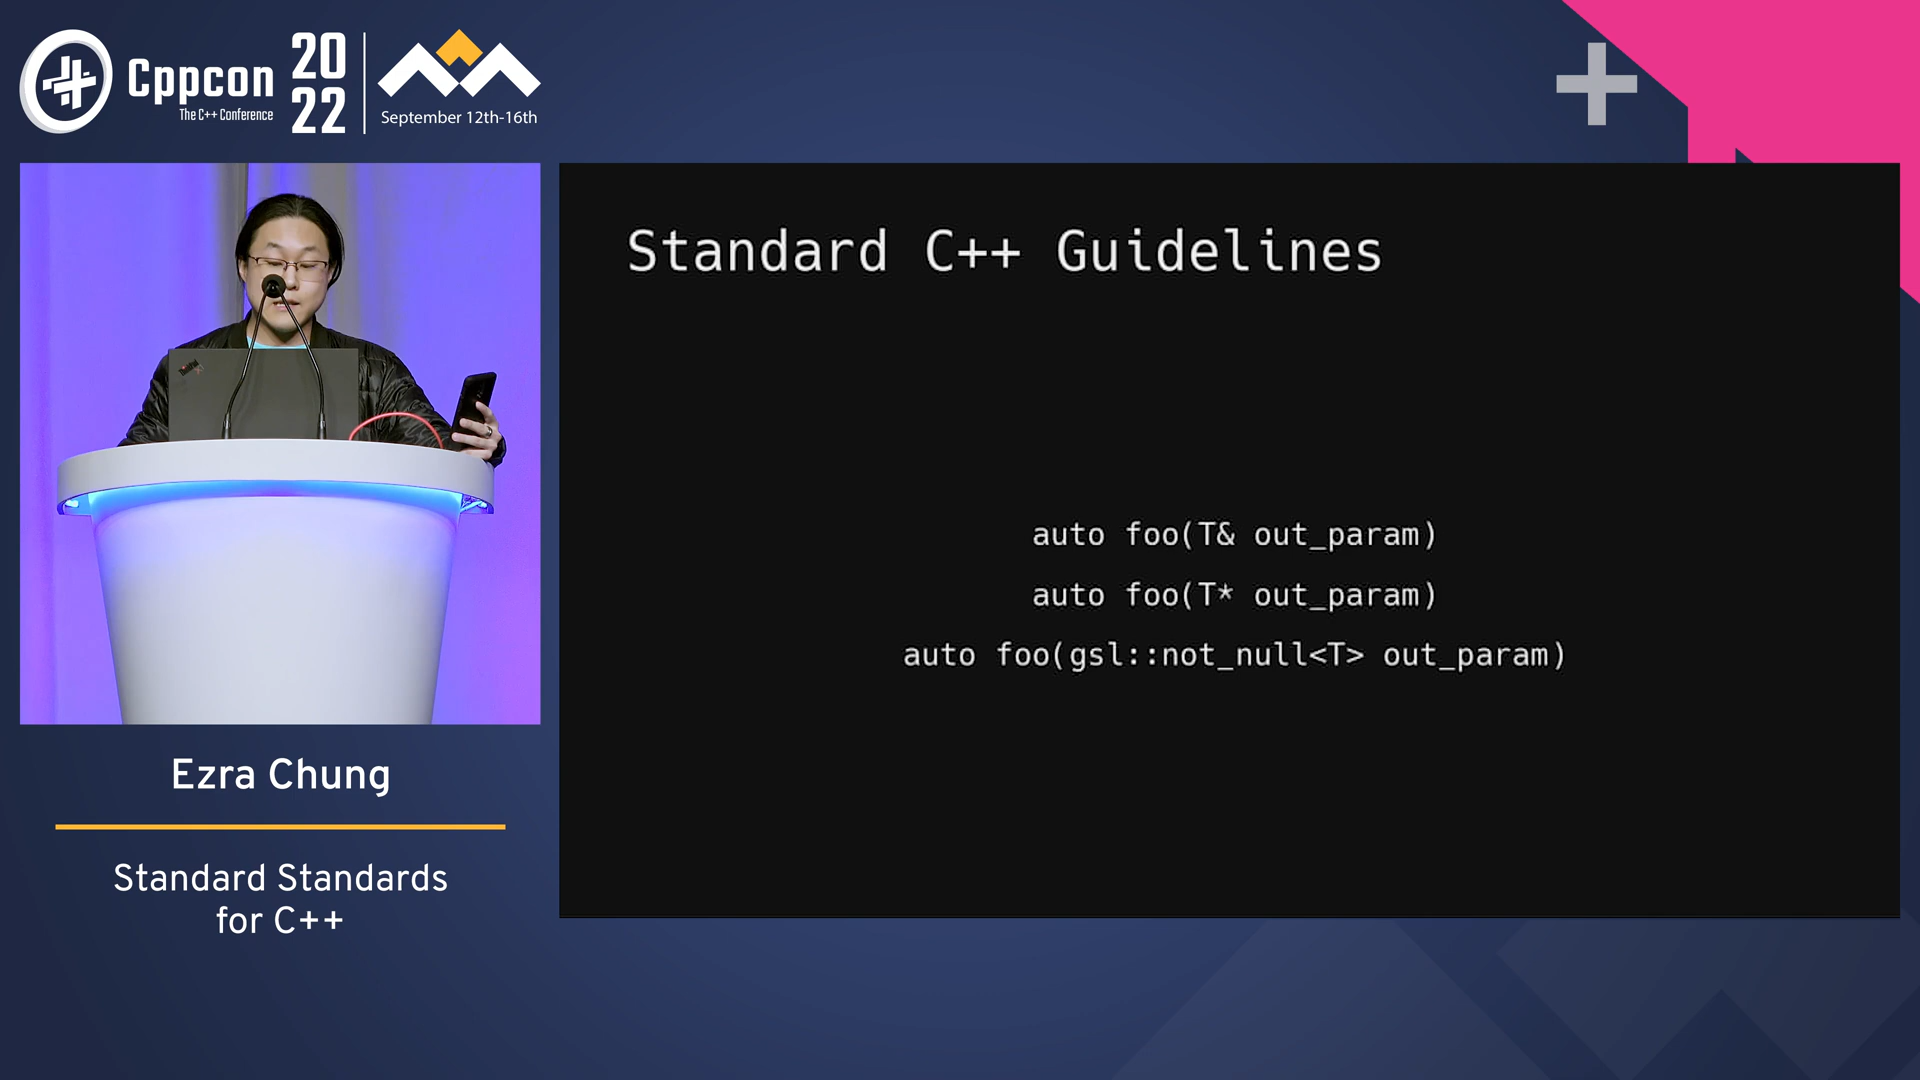 Cppcon
The C++ Conference
20
22
September 12th-16th
Standard C++ Guidelines
auto foo(T& out_param)
auto foo(T* out_param)
auto foo(gsl::not_null<T> out_param)
Ezra Chung
Standard Standards
for C++